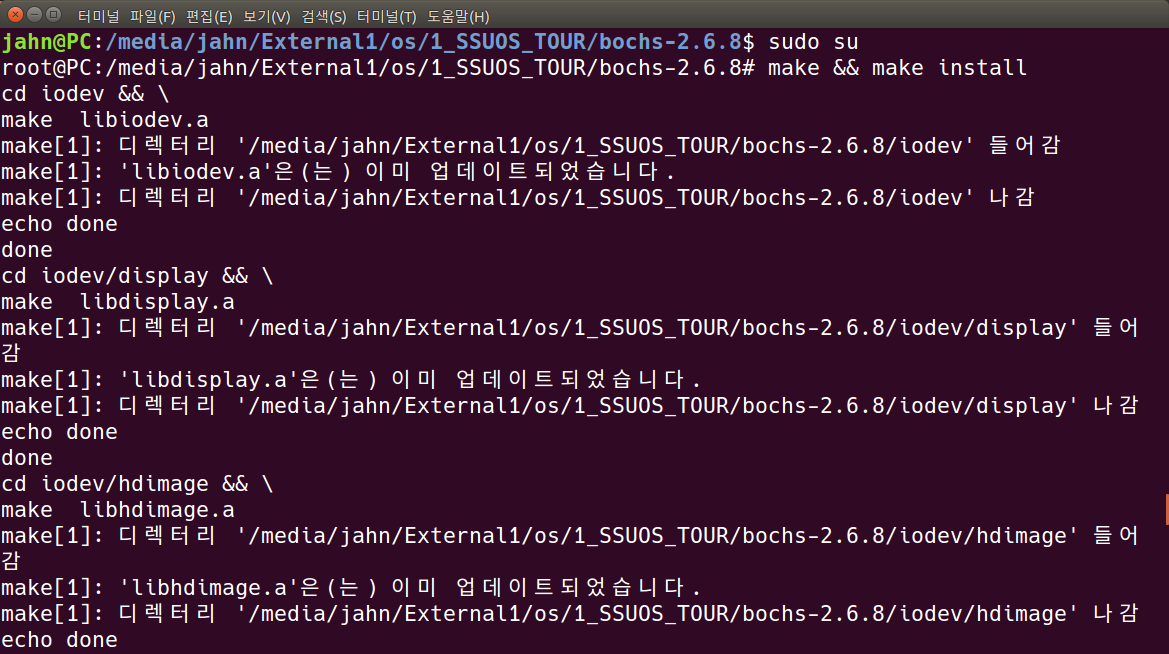 터미널 파일(F) 편집(E) 보기(V) 검색(S) 터미널(T) 도움말(H)
jahn@PC:/media/jahn/External1/os/1_SSUOS_TOUR/bochs-2.6.8$ sudo su
root@PC:/media/jahn/External1/os/1_SSUOS_TOUR/bochs-2.6.8# make && make install
cd iodev && \
make  libiodev.a
make[1]: 디렉터리 '/media/jahn/External1/os/1_SSUOS_TOUR/bochs-2.6.8/iodev' 들어감
make[1]: 'libiodev.a'은(는) 이미 업데이트되었습니다.
make[1]: 디렉터리 '/media/jahn/External1/os/1_SSUOS_TOUR/bochs-2.6.8/iodev' 나감
echo done
done
cd iodev/display && \
make  libdisplay.a
make[1]: 디렉터리 '/media/jahn/External1/os/1_SSUOS_TOUR/bochs-2.6.8/iodev/display' 들어
감
make[1]: 'libdisplay.a'은(는) 이미 업데이트되었습니다.
make[1]: 디렉터리 '/media/jahn/External1/os/1_SSUOS_TOUR/bochs-2.6.8/iodev/display' 나감
echo done
done
cd iodev/hdimage && \
make  libhdimage.a
make[1]: 디렉터리 '/media/jahn/External1/os/1_SSUOS_TOUR/bochs-2.6.8/iodev/hdimage' 들어
감
make[1]: 'libhdimage.a'은(는) 이미 업데이트되었습니다.
make[1]: 디렉터리 '/media/jahn/External1/os/1_SSUOS_TOUR/bochs-2.6.8/iodev/hdimage' 나감
echo done